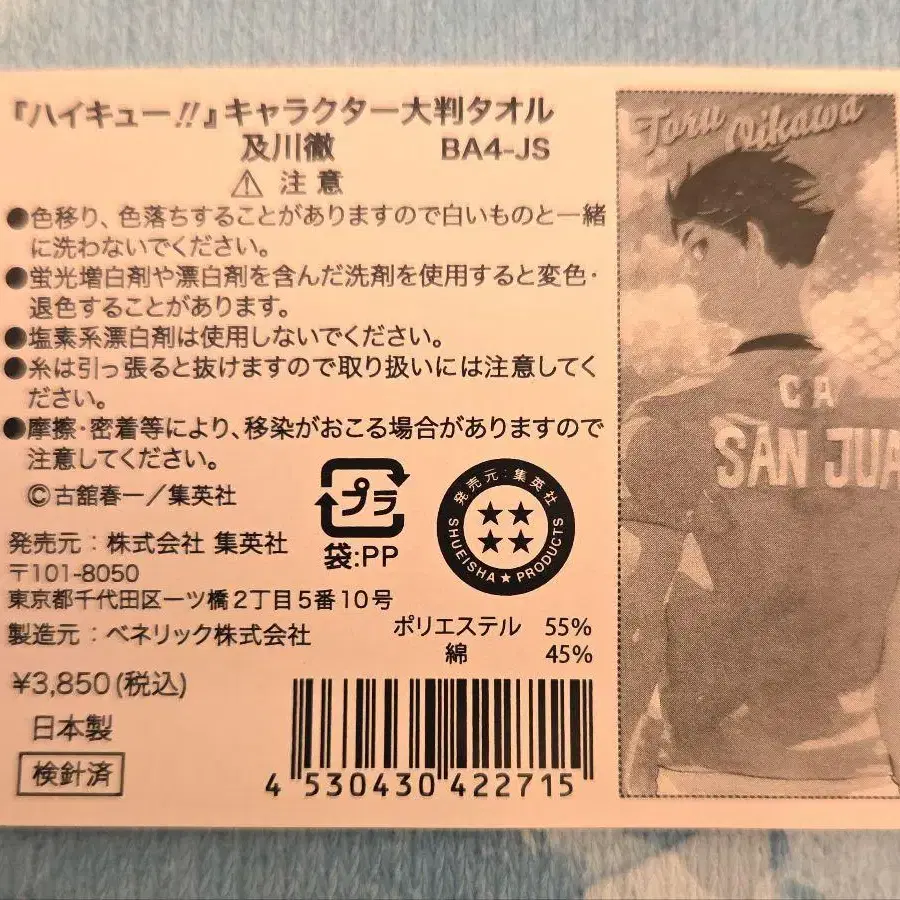 『ハイキュー!!』キャラクター大判タオル
及川徹 BA4-JS
⚠ 注意
●色移り、色落ちすることがありますので白いものと一緒
に洗わないでください。
●蛍光増白剤や漂白剤を含んだ洗剤を使用すると変色・
退色することがあります。
●塩素系漂白剤は使用しないでください。
●糸は引っ張ると抜けますので取り扱いには注意してく
ださい。
●摩擦・密着等により、移染がおこる場合がありますので
注意してください。
©古舘春一/集英社
プラ
袋:PP
発売元:集英社
SHUEISHA★PRODUCTS
発売元:株式会社 集英社
〒101-8050
東京都千代田区一ツ橋2丁目5番10号
製造元:ベネリック株式会社
ポリエステル 55%
綿 45%
¥3,850(税込)
日本製
検針済
4 530430 422715
Toru Oikawa
CA
SAN JUA